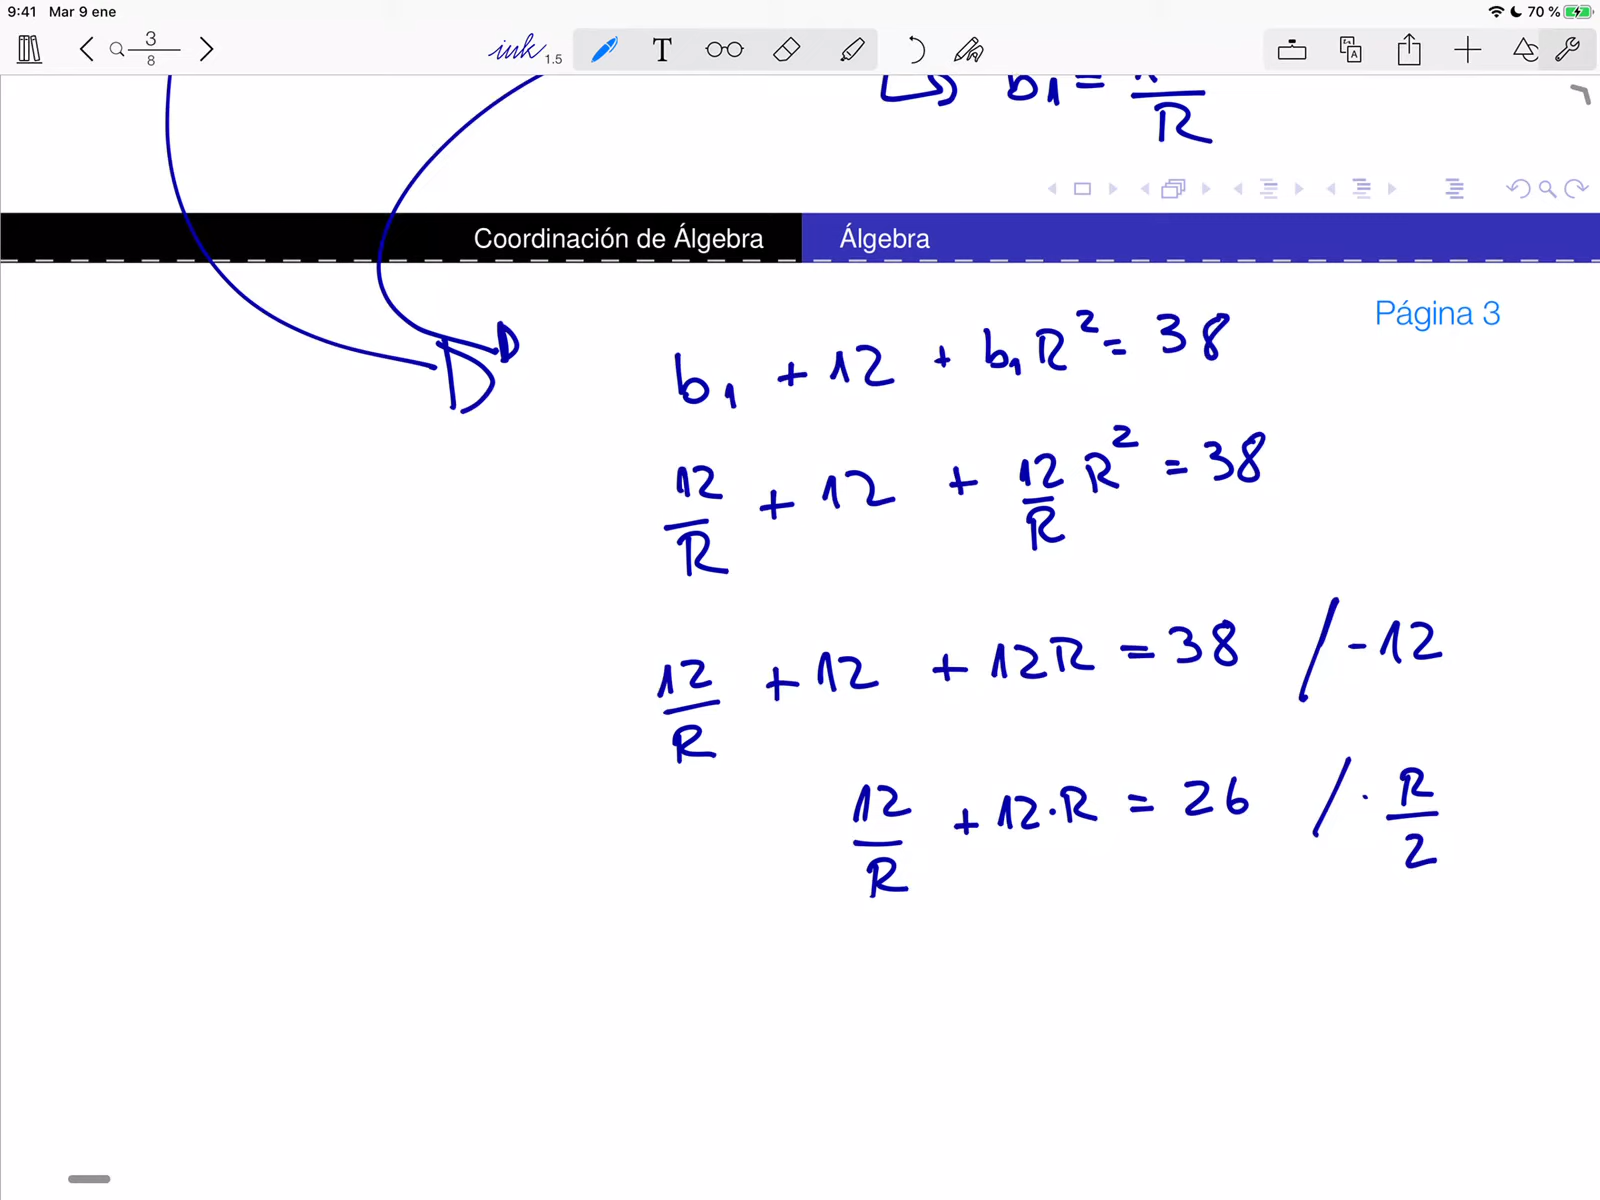 9:41 Mar 9 ene 70 %
3
8
ink 1.5 T
b₁ =
R
Coordinación de Álgebra Álgebra
Página 3
b₁ + 12 + b₁R² = 38
12/R + 12 + 12/R R² = 38
12/R + 12 + 12R = 38 / -12
12/R + 12·R = 26 / · R/2